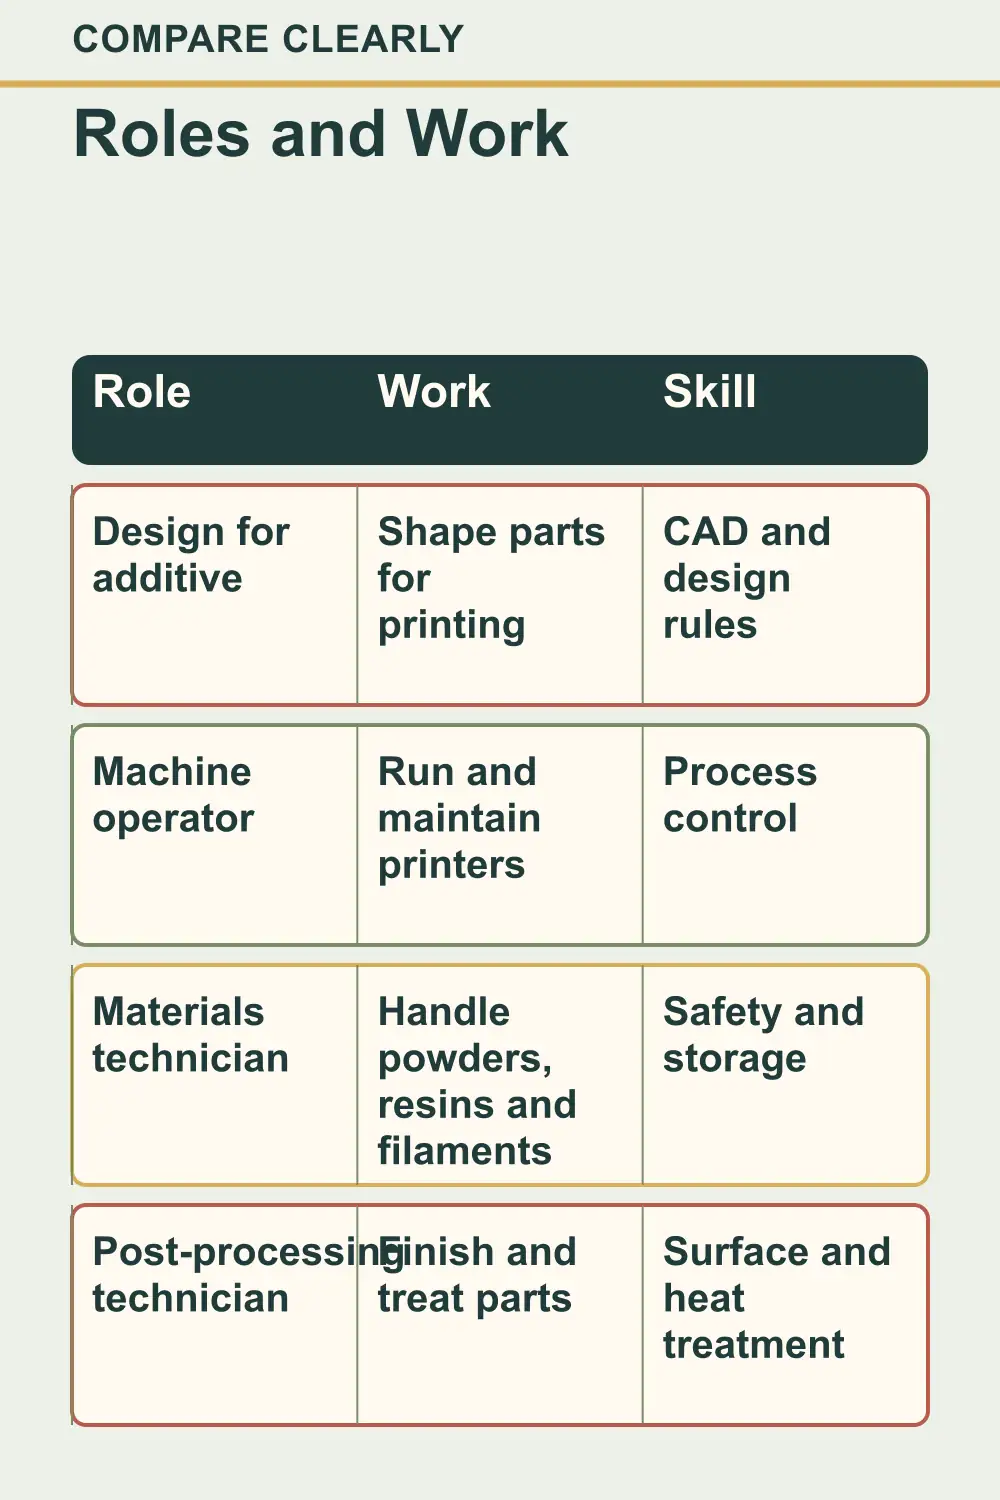 COMPARE CLEARLY
Roles and Work
Role Work Skill
Design for
additive
Shape parts
for
printing
CAD and
design
rules
Machine
operator
Run and
maintain
printers
Process
control
Materials
technician
Handle
powders,
resins and
filaments
Safety and
storage
Post-processing
technician
Finish and
treat parts
Surface and
heat
treatment